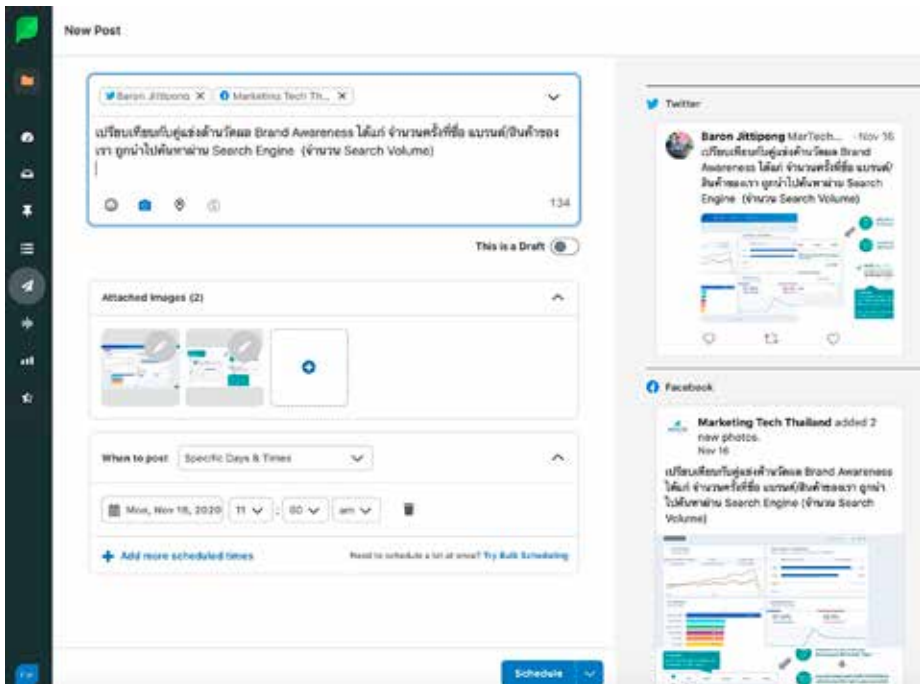 New Post
Baron Jittipong X Marketing Tech Th... X
เปรียบเทียบกับคู่แข่งด้านวัดผล Brand Awareness ได้แก่ จำนวนครั้งที่ชื่อ แบรนด์/สินค้าของ
เรา ถูกนำไปค้นหาผ่าน Search Engine (จำนวน Search Volume)
134
This is a Draft
Attached Images (2)
When to post Specific Days & Times
Mon, Nov 16, 2020 11 : 00 am
Add more scheduled times Need to schedule a lot at once? Try Bulk Scheduling
Schedule
Twitter
Baron Jittipong MarTech... · Nov 16
เปรียบเทียบกับคู่แข่งด้านวัดผล Brand
Awareness ได้แก่ จำนวนครั้งที่ชื่อ แบรนด์/
สินค้าของเรา ถูกนำไปค้นหาผ่าน Search
Engine (จำนวน Search Volume)
Facebook
Marketing Tech Thailand added 2
new photos.
Nov 16
เปรียบเทียบกับคู่แข่งด้านวัดผล Brand Awareness
ได้แก่ จำนวนครั้งที่ชื่อ แบรนด์/สินค้าของเรา ถูกนำ
ไปค้นหาผ่าน Search Engine (จำนวน Search
Volume)